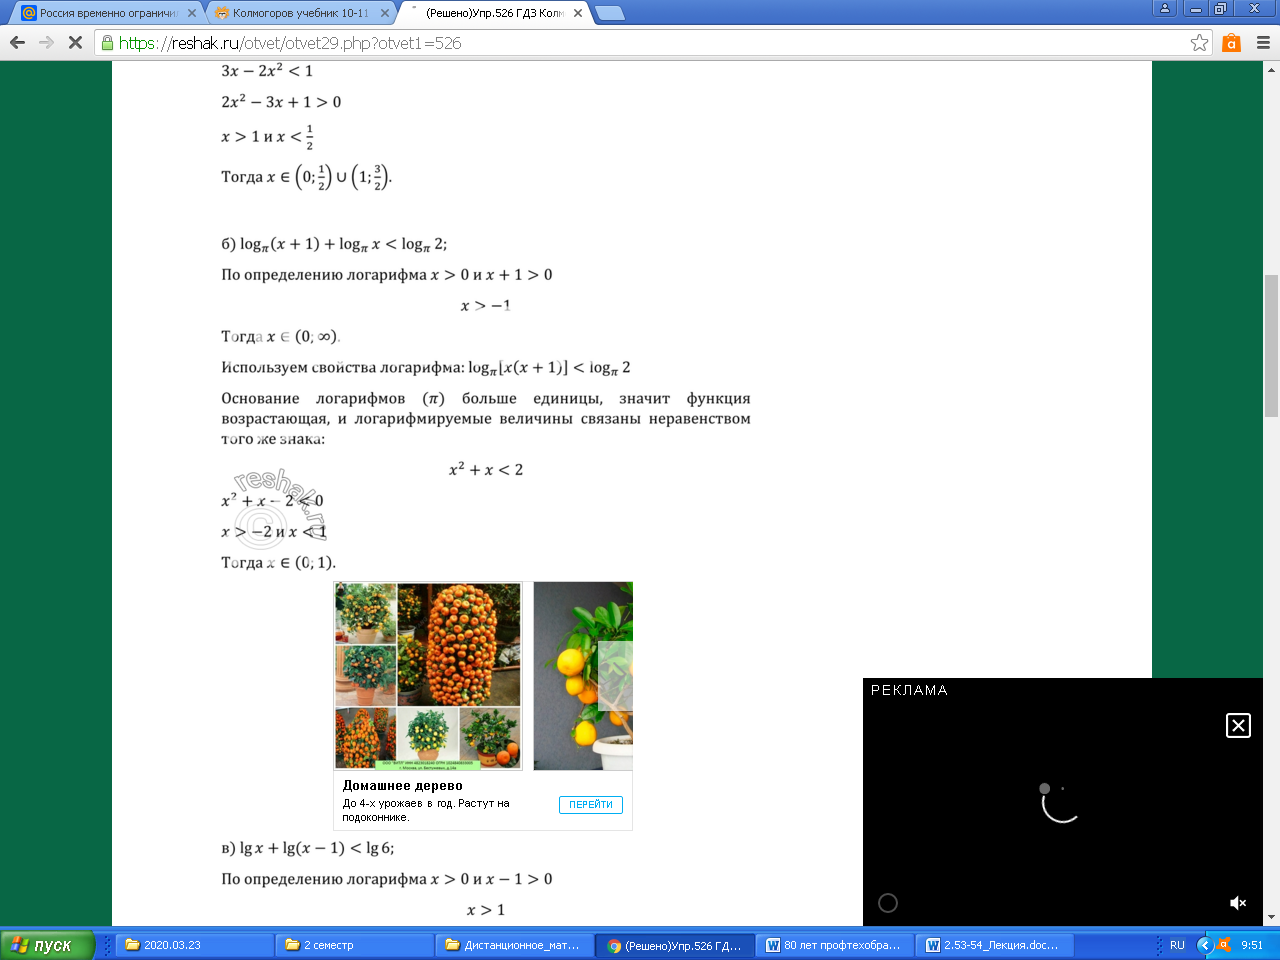 Россия временно ограничи
Колмогоров учебник 10-11
(Решено)Упр.526 ГДЗ Колм
https://reshak.ru/otvet/otvet29.php?otvet1=526
3x − 2x² < 1
2x² − 3x + 1 > 0
x > 1 и x < 1/2
Тогда x ∈ (0; 1/2) ∪ (1; 3/2).
б) logπ(x + 1) + logπ x < logπ 2;
По определению логарифма x > 0 и x + 1 > 0
x > −1
Тогда x ∈ (0; ∞).
Используем свойства логарифма: logπ[x(x + 1)] < logπ 2
Основание логарифмов (π) больше единицы, значит функция
возрастающая, и логарифмируемые величины связаны неравенством
того же знака:
x² + x < 2
reshak.ru
©
x² + x − 2 < 0
x > −2 и x < 1
Тогда x ∈ (0; 1).
Домашнее дерево
До 4-х урожаев в год. Растут на
подоконнике.
ПЕРЕЙТИ
РЕКЛАМА
в) lg x + lg(x − 1) < lg 6;
По определению логарифма x > 0 и x − 1 > 0
x > 1
пуск
2020.03.23
2 семестр
Дистанционное_мат...
(Решено)Упр.526 ГД...
80 лет профтехобра...
2.53-54_Лекция.doc...
RU
9:51